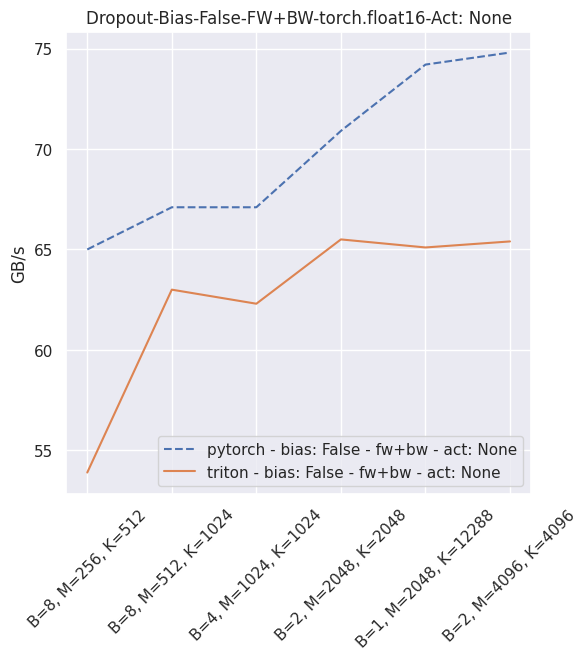 Dropout-Bias-False-FW+BW-torch.float16-Act: None
75
70
65
60
55
GB/s
pytorch - bias: False - fw+bw - act: None
triton - bias: False - fw+bw - act: None
B=8, M=256, K=512
B=8, M=512, K=1024
B=4, M=1024, K=1024
B=2, M=2048, K=2048
B=1, M=2048, K=12288
B=2, M=4096, K=4096